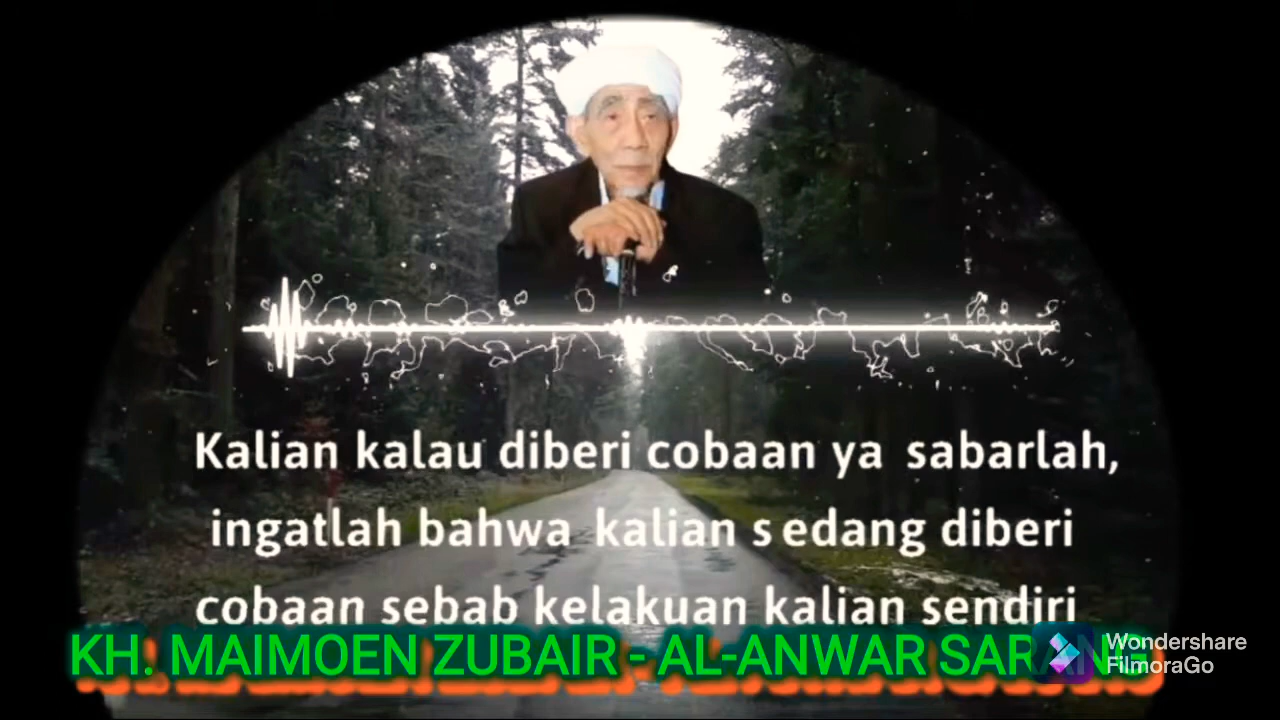 Kalian kalau diberi cobaan ya sabarlah,
ingatlah bahwa kalian sedang diberi
cobaan sebab kelakuan kalian sendiri
KH. MAIMOEN ZUBAIR - AL-ANWAR SARANG
Wondershare
FilmoraGo